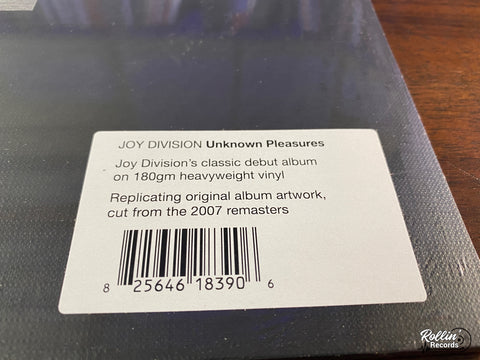 JOY DIVISION Unknown Pleasures
Joy Division's classic debut album
on 180gm heavyweight vinyl
Replicating original album artwork,
cut from the 2007 remasters
8 25646 18390 6
Rollin'
Records